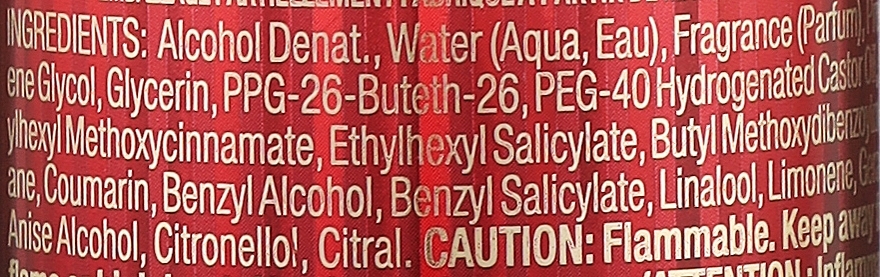 INGREDIENTS: Alcohol Denat., Water (Aqua, Eau), Fragrance (Parfum),
ene Glycol, Glycerin, PPG-26-Buteth-26, PEG-40 Hydrogenated Castor
ylhexyl Methoxycinnamate, Ethylhexyl Salicylate, Butyl Methoxydibenzoy
ane, Coumarin, Benzyl Alcohol, Benzyl Salicylate, Linalool, Limonene,
Anise Alcohol, Citronellol, Citral. CAUTION: Flammable. Keep away